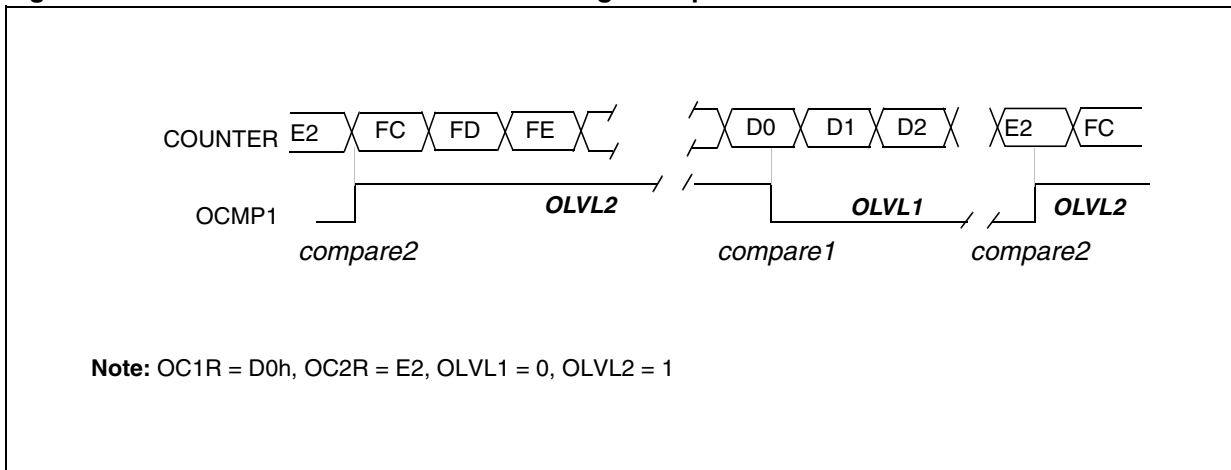 COUNTER E2 FC FD FE D0 D1 D2 E2 FC
OCMP1 OLVL2 OLVL1 OLVL2
compare2 compare1 compare2
Note: OC1R = D0h, OC2R = E2, OLVL1 = 0, OLVL2 = 1